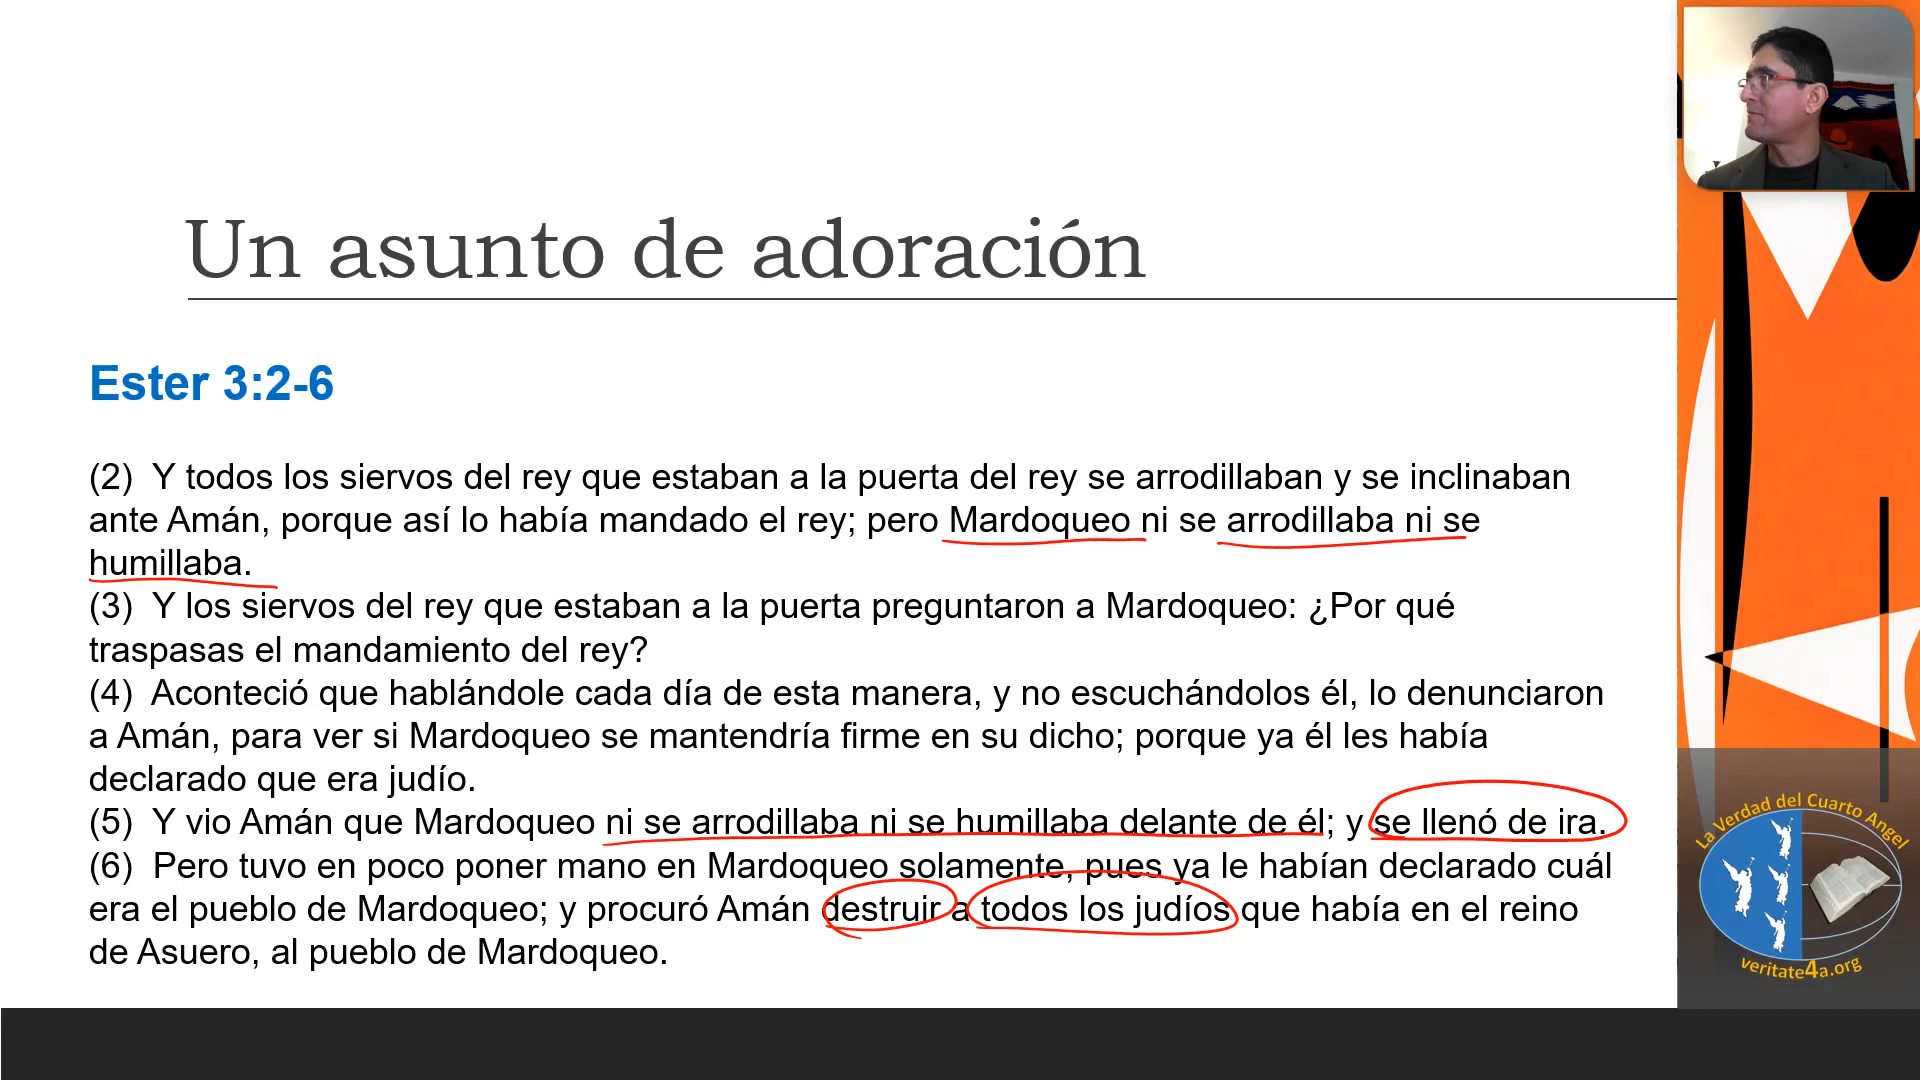 Un asunto de adoración
Ester 3:2-6
(2)  Y todos los siervos del rey que estaban a la puerta del rey se arrodillaban y se inclinaban
ante Amán, porque así lo había mandado el rey; pero Mardoqueo ni se arrodillaba ni se
humillaba.
(3)  Y los siervos del rey que estaban a la puerta preguntaron a Mardoqueo: ¿Por qué
traspasas el mandamiento del rey?
(4)  Aconteció que hablándole cada día de esta manera, y no escuchándolos él, lo denunciaron
a Amán, para ver si Mardoqueo se mantendría firme en su dicho; porque ya él les había
declarado que era judío.
(5)  Y vio Amán que Mardoqueo ni se arrodillaba ni se humillaba delante de él; y se llenó de ira.
(6)  Pero tuvo en poco poner mano en Mardoqueo solamente, pues ya le habían declarado cuál
era el pueblo de Mardoqueo; y procuró Amán destruir a todos los judíos que había en el reino
de Asuero, al pueblo de Mardoqueo.
La Verdad del Cuarto Angel
veritate4a.org